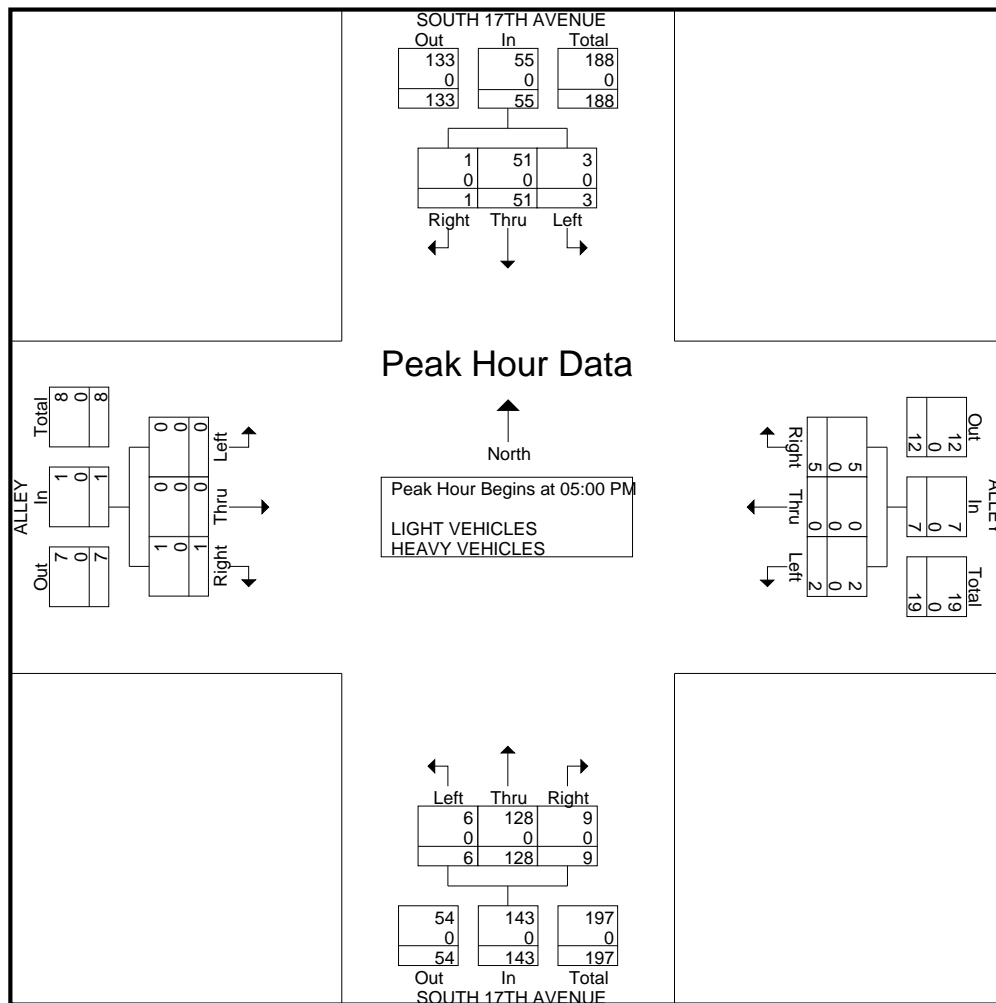 SOUTH 17TH AVENUE
Out In Total
133 55 188
0 0 0
133 55 188
1 51 3
0 0 0
1 51 3
Right Thru Left
Peak Hour Data
North
Peak Hour Begins at 05:00 PM
LIGHT VEHICLES
HEAVY VEHICLES
ALLEY
Out In Total
7 1 8
0 0 0
7 1 8
Right Thru Left
1 0 0
0 0 0
1 0 0
ALLEY
Out In Total
12 7 19
0 0 0
12 7 19
Right Thru Left
5 0 2
0 0 0
5 0 2
Left Thru Right
6 128 9
0 0 0
6 128 9
54 143 197
0 0 0
54 143 197
Out In Total
SOUTH 17TH AVENUE